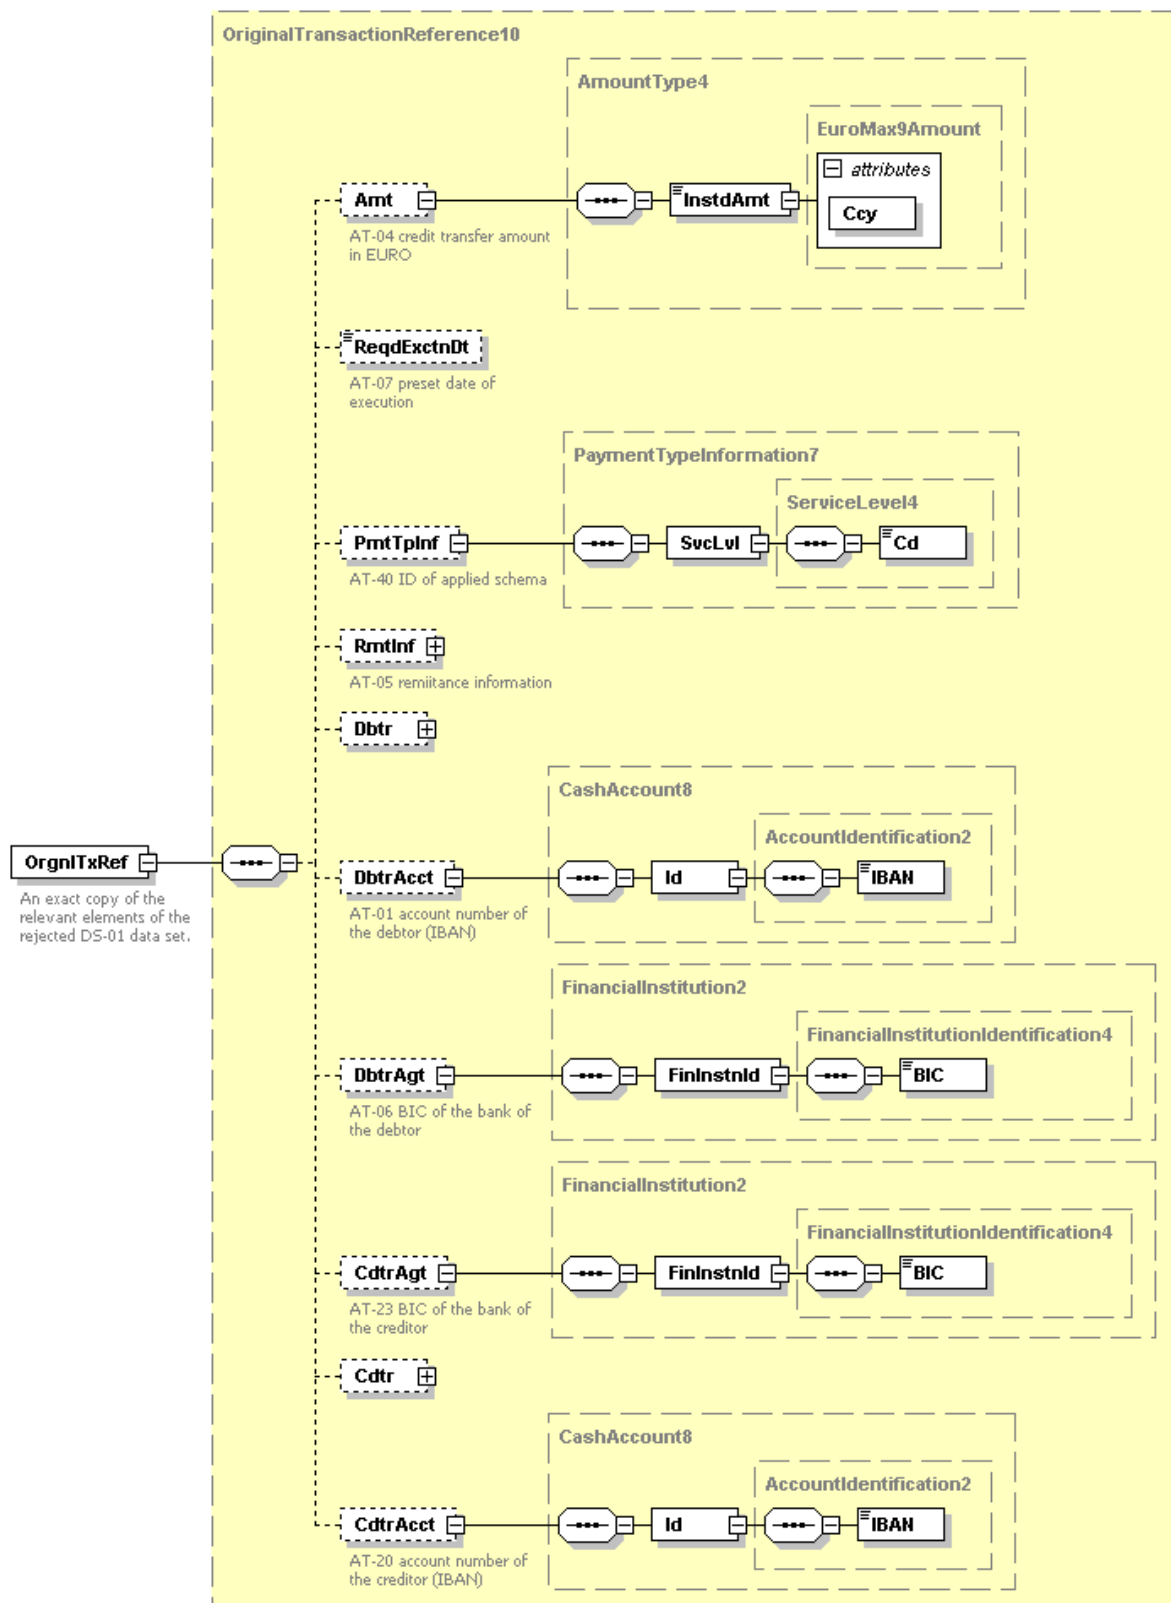 OriginalTransactionReference10
AmountType4
EuroMax9Amount
attributes
Amt
InstdAmt
Ccy
AT-04 credit transfer amount
in EURO
ReqdExctnDt
AT-07 preset date of
execution
PaymentTypeInformation7
ServiceLevel4
PmtTpInf
SvcLvl
Cd
AT-40 ID of applied schema
RmtInf
AT-05 remiitance information
Dbtr
CashAccount8
AccountIdentification2
OrgnlTxRef
DbtrAcct
Id
IBAN
An exact copy of the
relevant elements of the
rejected DS-01 data set.
AT-01 account number of
the debtor (IBAN)
FinancialInstitution2
FinancialInstitutionIdentification4
DbtrAgt
FinInstnId
BIC
AT-06 BIC of the bank of
the debtor
FinancialInstitution2
FinancialInstitutionIdentification4
CdtrAgt
FinInstnId
BIC
AT-23 BIC of the bank of
the creditor
Cdtr
CashAccount8
AccountIdentification2
CdtrAcct
Id
IBAN
AT-20 account number of
the creditor (IBAN)